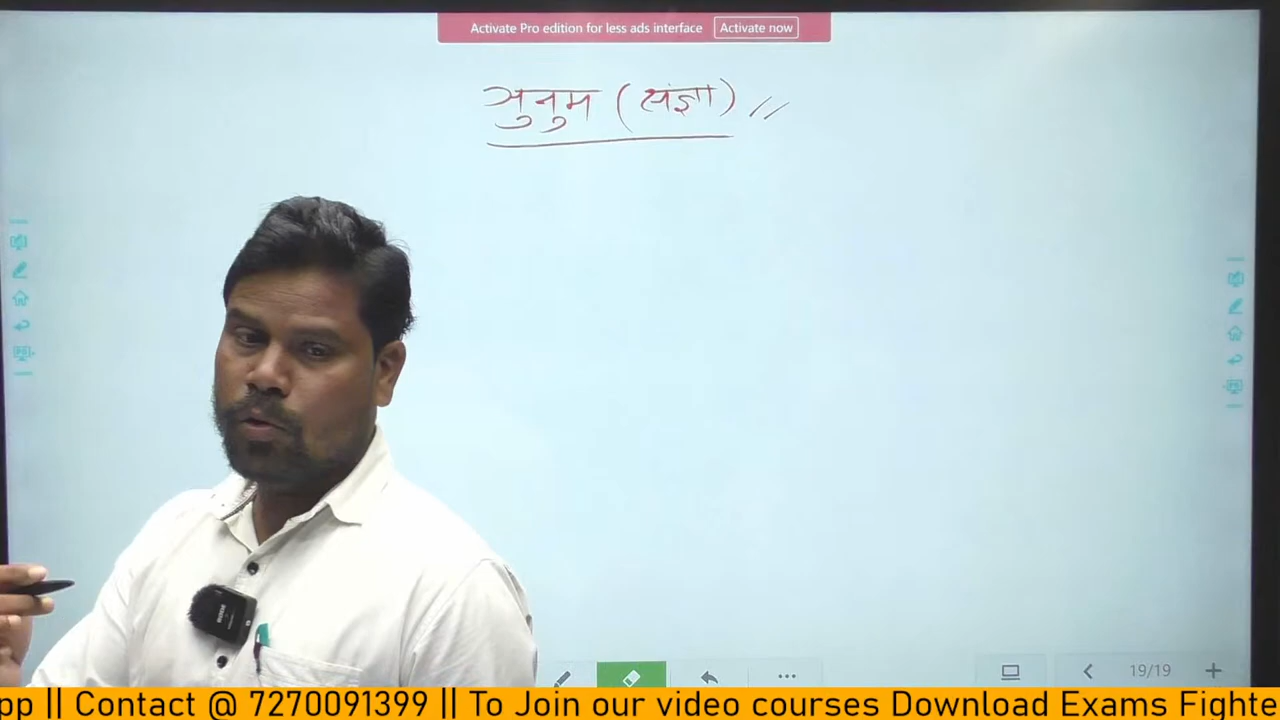 Activate Pro edition for less ads interface Activate now
(संज्ञा) //
19/19
pp || Contact @ 7270091399 || To Join our video courses Download Exams Fighte